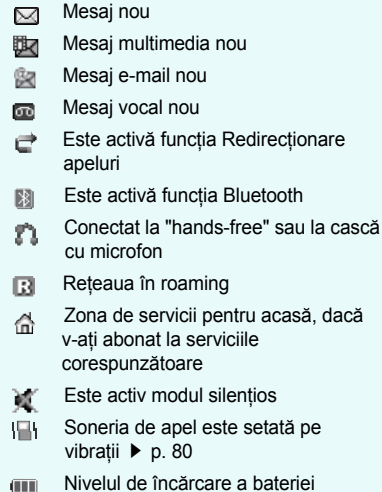 Mesaj nou
Mesaj multimedia nou
Mesaj e-mail nou
Mesaj vocal nou
Este activă funcția Redirecționare
apeluri
Este activă funcția Bluetooth
Conectat la "hands-free" sau la cască
cu microfon
R Rețeaua în roaming
Zona de servicii pentru acasă, dacă
v-ați abonat la serviciile
corespunzătoare
Este activ modul silențios
Soneria de apel este setată pe
vibrații ▶ p. 80
Nivelul de încărcare a bateriei